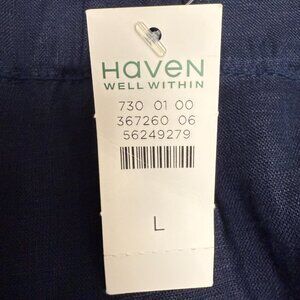 HaVeN
WELL WITHIN
730 01 00
367260 06
56249279
L